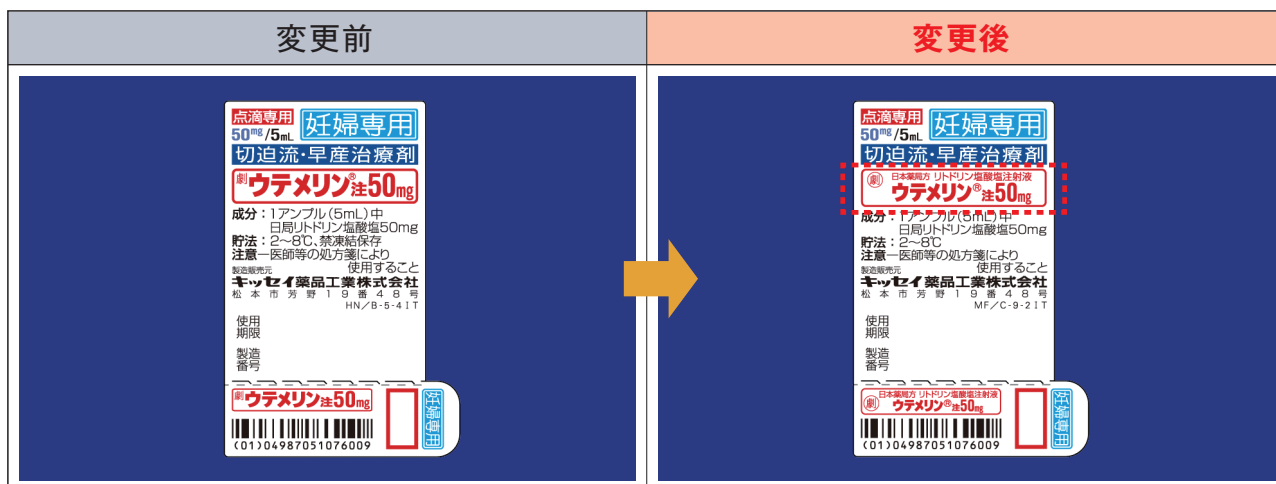 変更前
点滴専用
50mg/5mL
妊婦専用
切迫流・早産治療剤
劇 ウテメリン®注50mg
成分：1アンプル（5mL）中
日局リトドリン塩酸塩50mg
貯法：2〜8℃、禁凍結保存
注意－医師等の処方箋により
使用すること
製造販売元
キッセイ薬品工業株式会社
松本市芳野19番48号
HN／B-5-4IT
使用
期限
製造
番号
劇 ウテメリン注50mg
妊婦専用
(01)04987051076009
変更後
点滴専用
50mg/5mL
妊婦専用
切迫流・早産治療剤
劇 日本薬局方 リトドリン塩酸塩注射液
ウテメリン®注50mg
成分：1アンプル（5mL）中
日局リトドリン塩酸塩50mg
貯法：2〜8℃
注意－医師等の処方箋により
使用すること
製造販売元
キッセイ薬品工業株式会社
松本市芳野19番48号
MF／C-9-2IT
使用
期限
製造
番号
劇 日本薬局方 リトドリン塩酸塩注射液
ウテメリン®注50mg
妊婦専用
(01)04987051076009